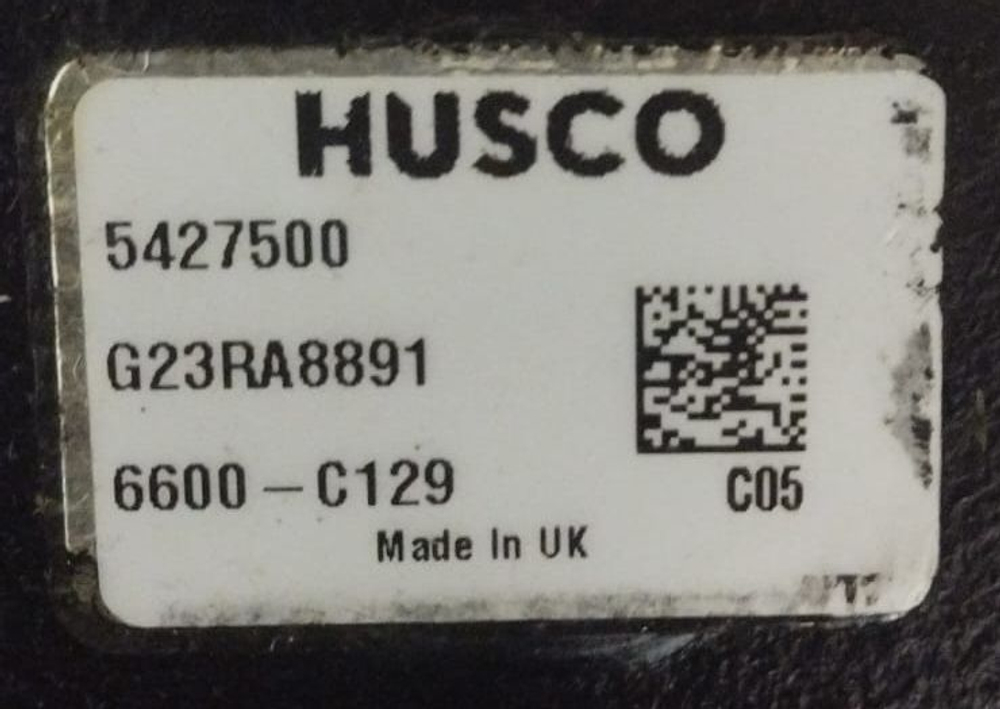 HUSCO
5427500
G23RA8891
6600-C129
C05
Made In UK